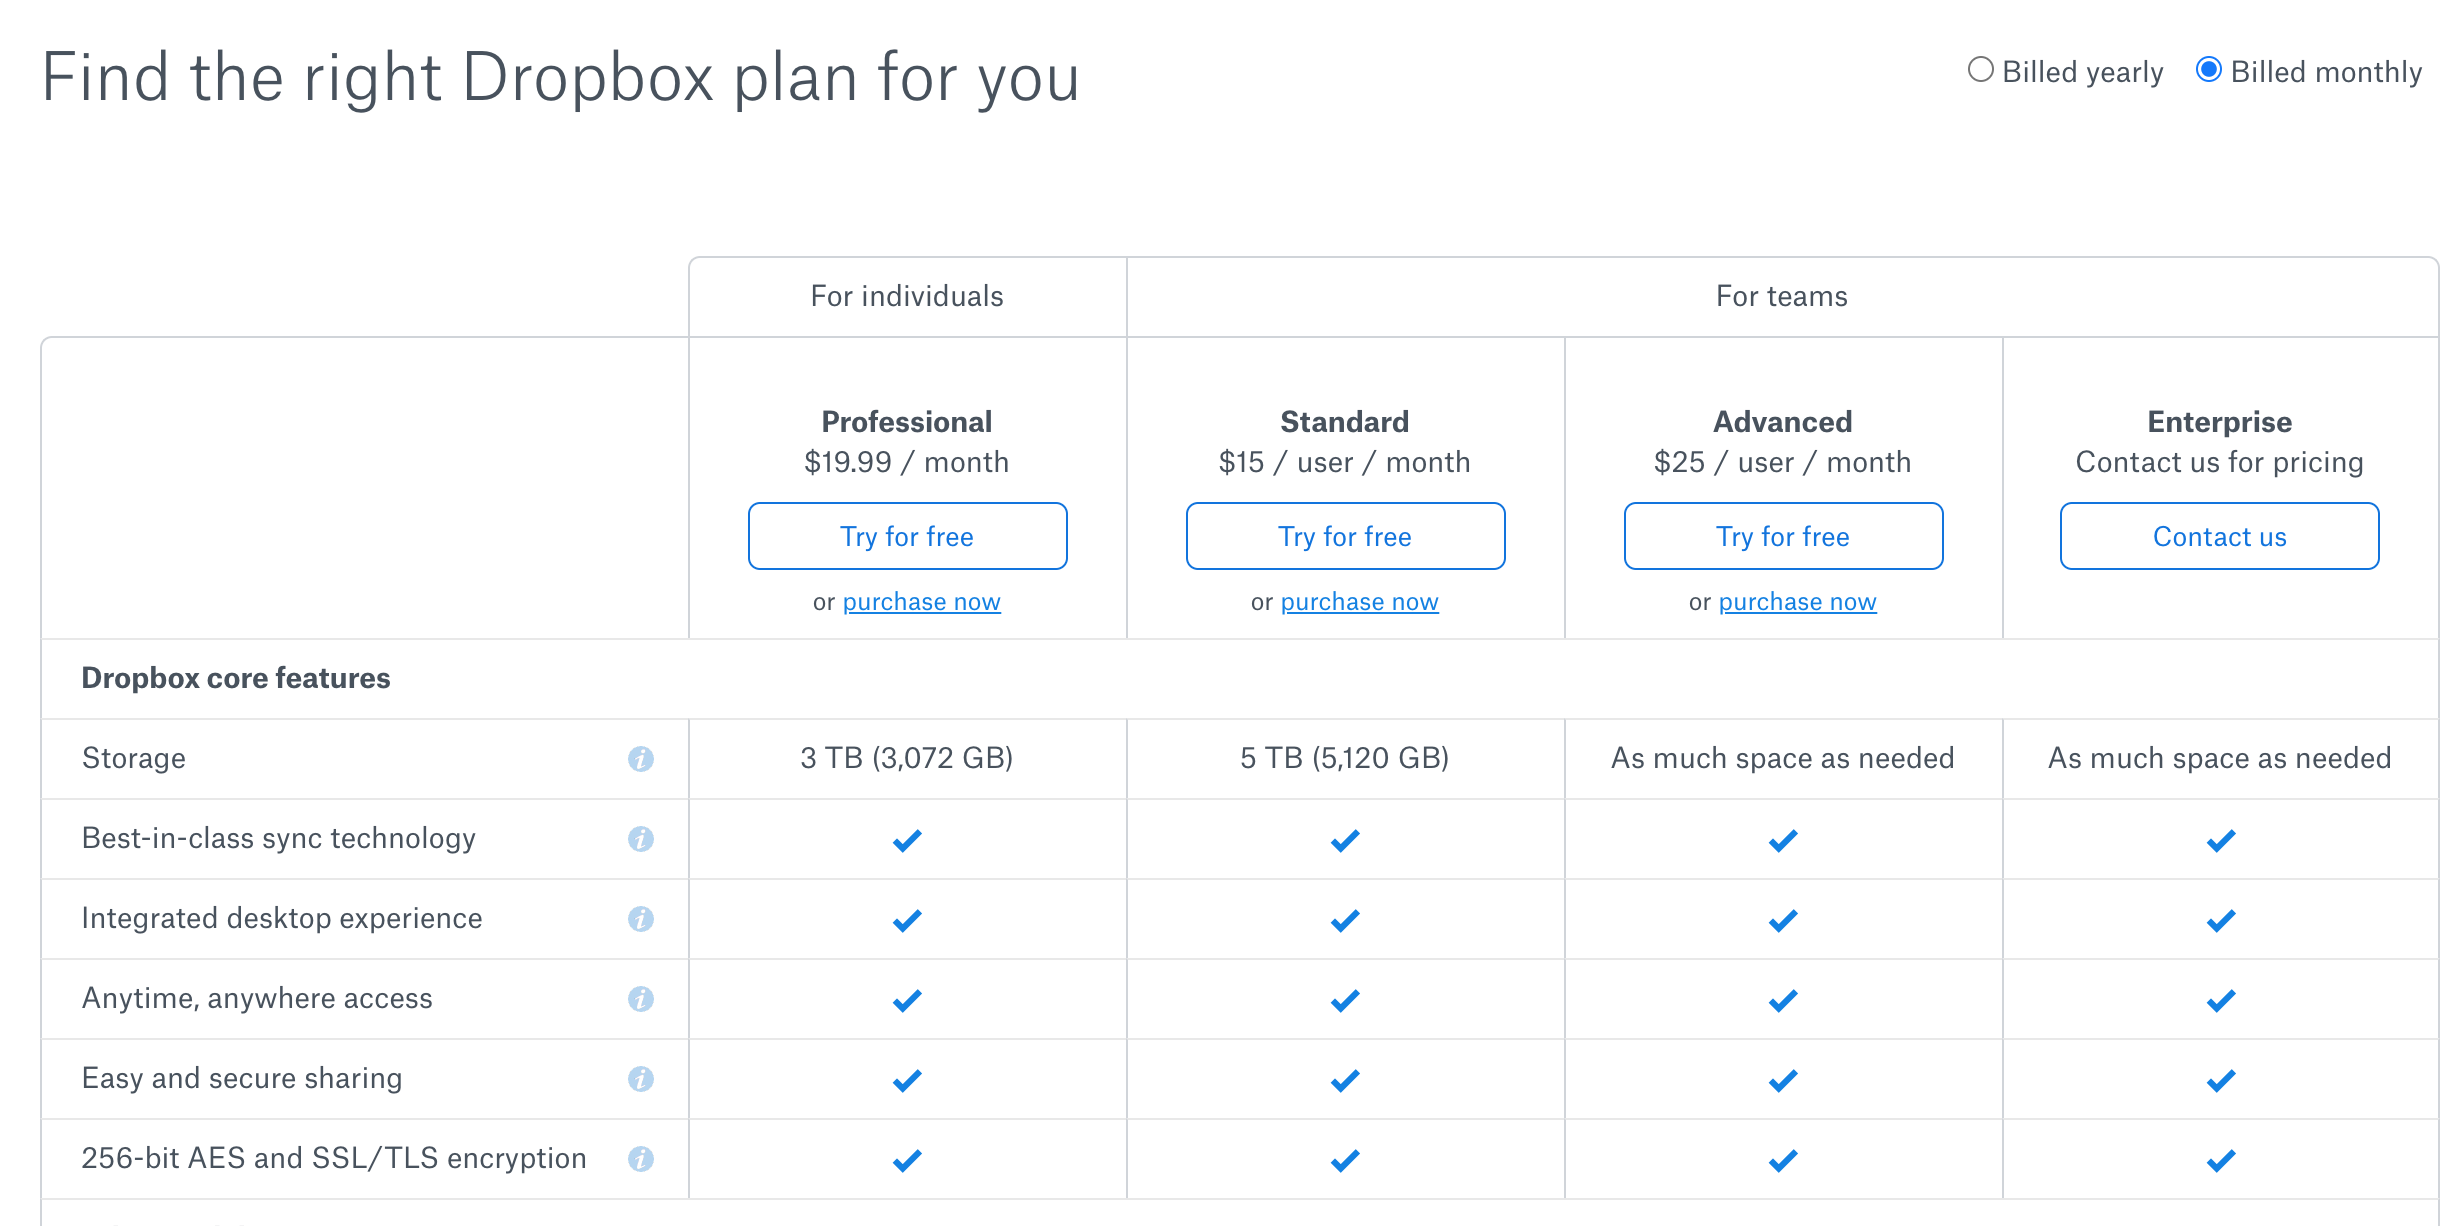 Find the right Dropbox plan for you
Billed yearly Billed monthly
For individuals For teams
Professional Standard Advanced Enterprise
$19.99 / month $15 / user / month $25 / user / month Contact us for pricing
Try for free Try for free Try for free Contact us
or purchase now or purchase now or purchase now
Dropbox core features
Storage i 3 TB (3,072 GB) 5 TB (5,120 GB) As much space as needed As much space as needed
Best-in-class sync technology i
Integrated desktop experience i
Anytime, anywhere access i
Easy and secure sharing i
256-bit AES and SSL/TLS encryption i